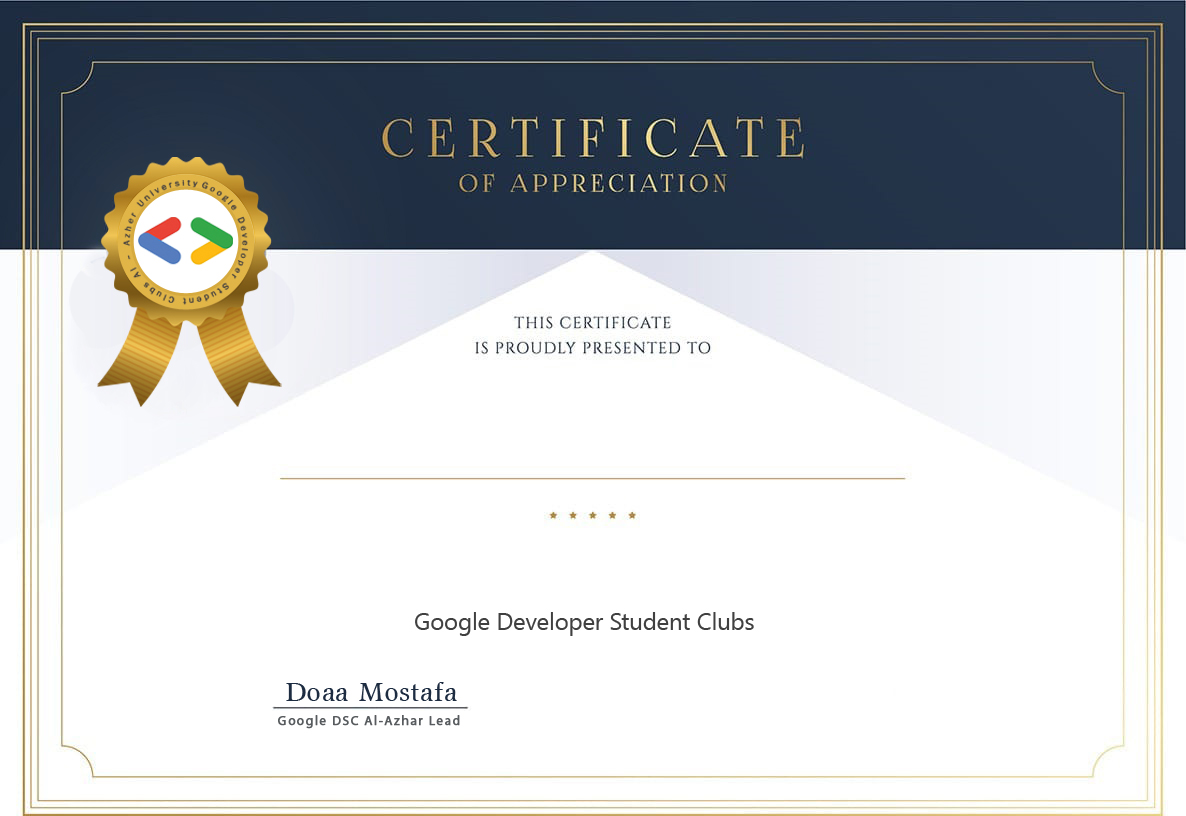 CERTIFICATE
OF APPRECIATION
Google Developer Student Clubs Al - Azher University
THIS CERTIFICATE
IS PROUDLY PRESENTED TO
Google Developer Student Clubs
Doaa Mostafa
Google DSC Al-Azhar Lead